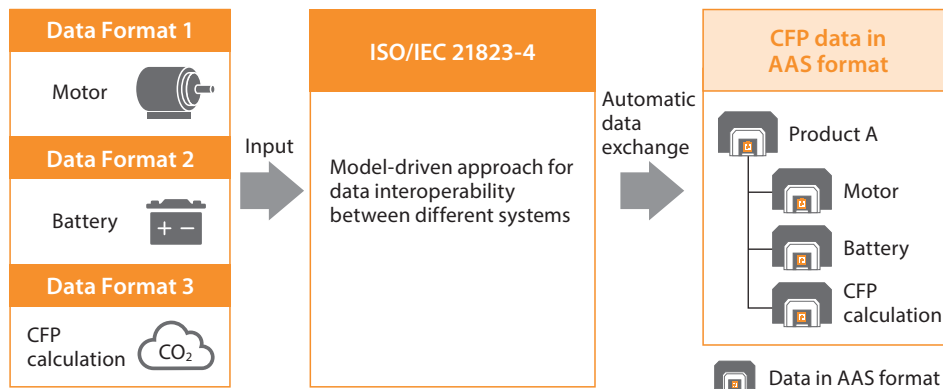 Data Format 1
Motor
Data Format 2
Battery
+ −
Data Format 3
CFP
calculation
CO₂
Input
ISO/IEC 21823-4
Model-driven approach for
data interoperability
between different systems
Automatic
data
exchange
CFP data in
AAS format
Product A
Motor
Battery
CFP
calculation
Data in AAS format